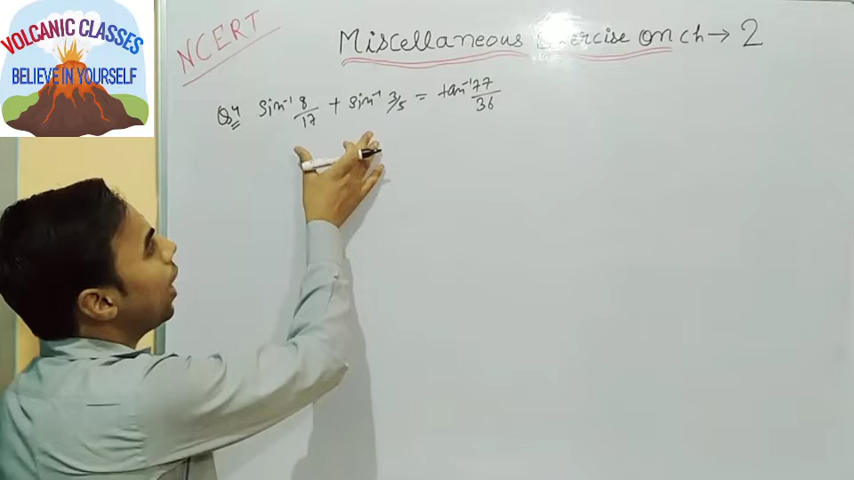 VOLCANIC CLASSES
BELIEVE IN YOURSELF
NCERT
Miscellaneous Exercise on ch → 2
Q4 Sin⁻¹ 8/17 + Sin⁻¹ 3/5 = tan⁻¹ 77/36